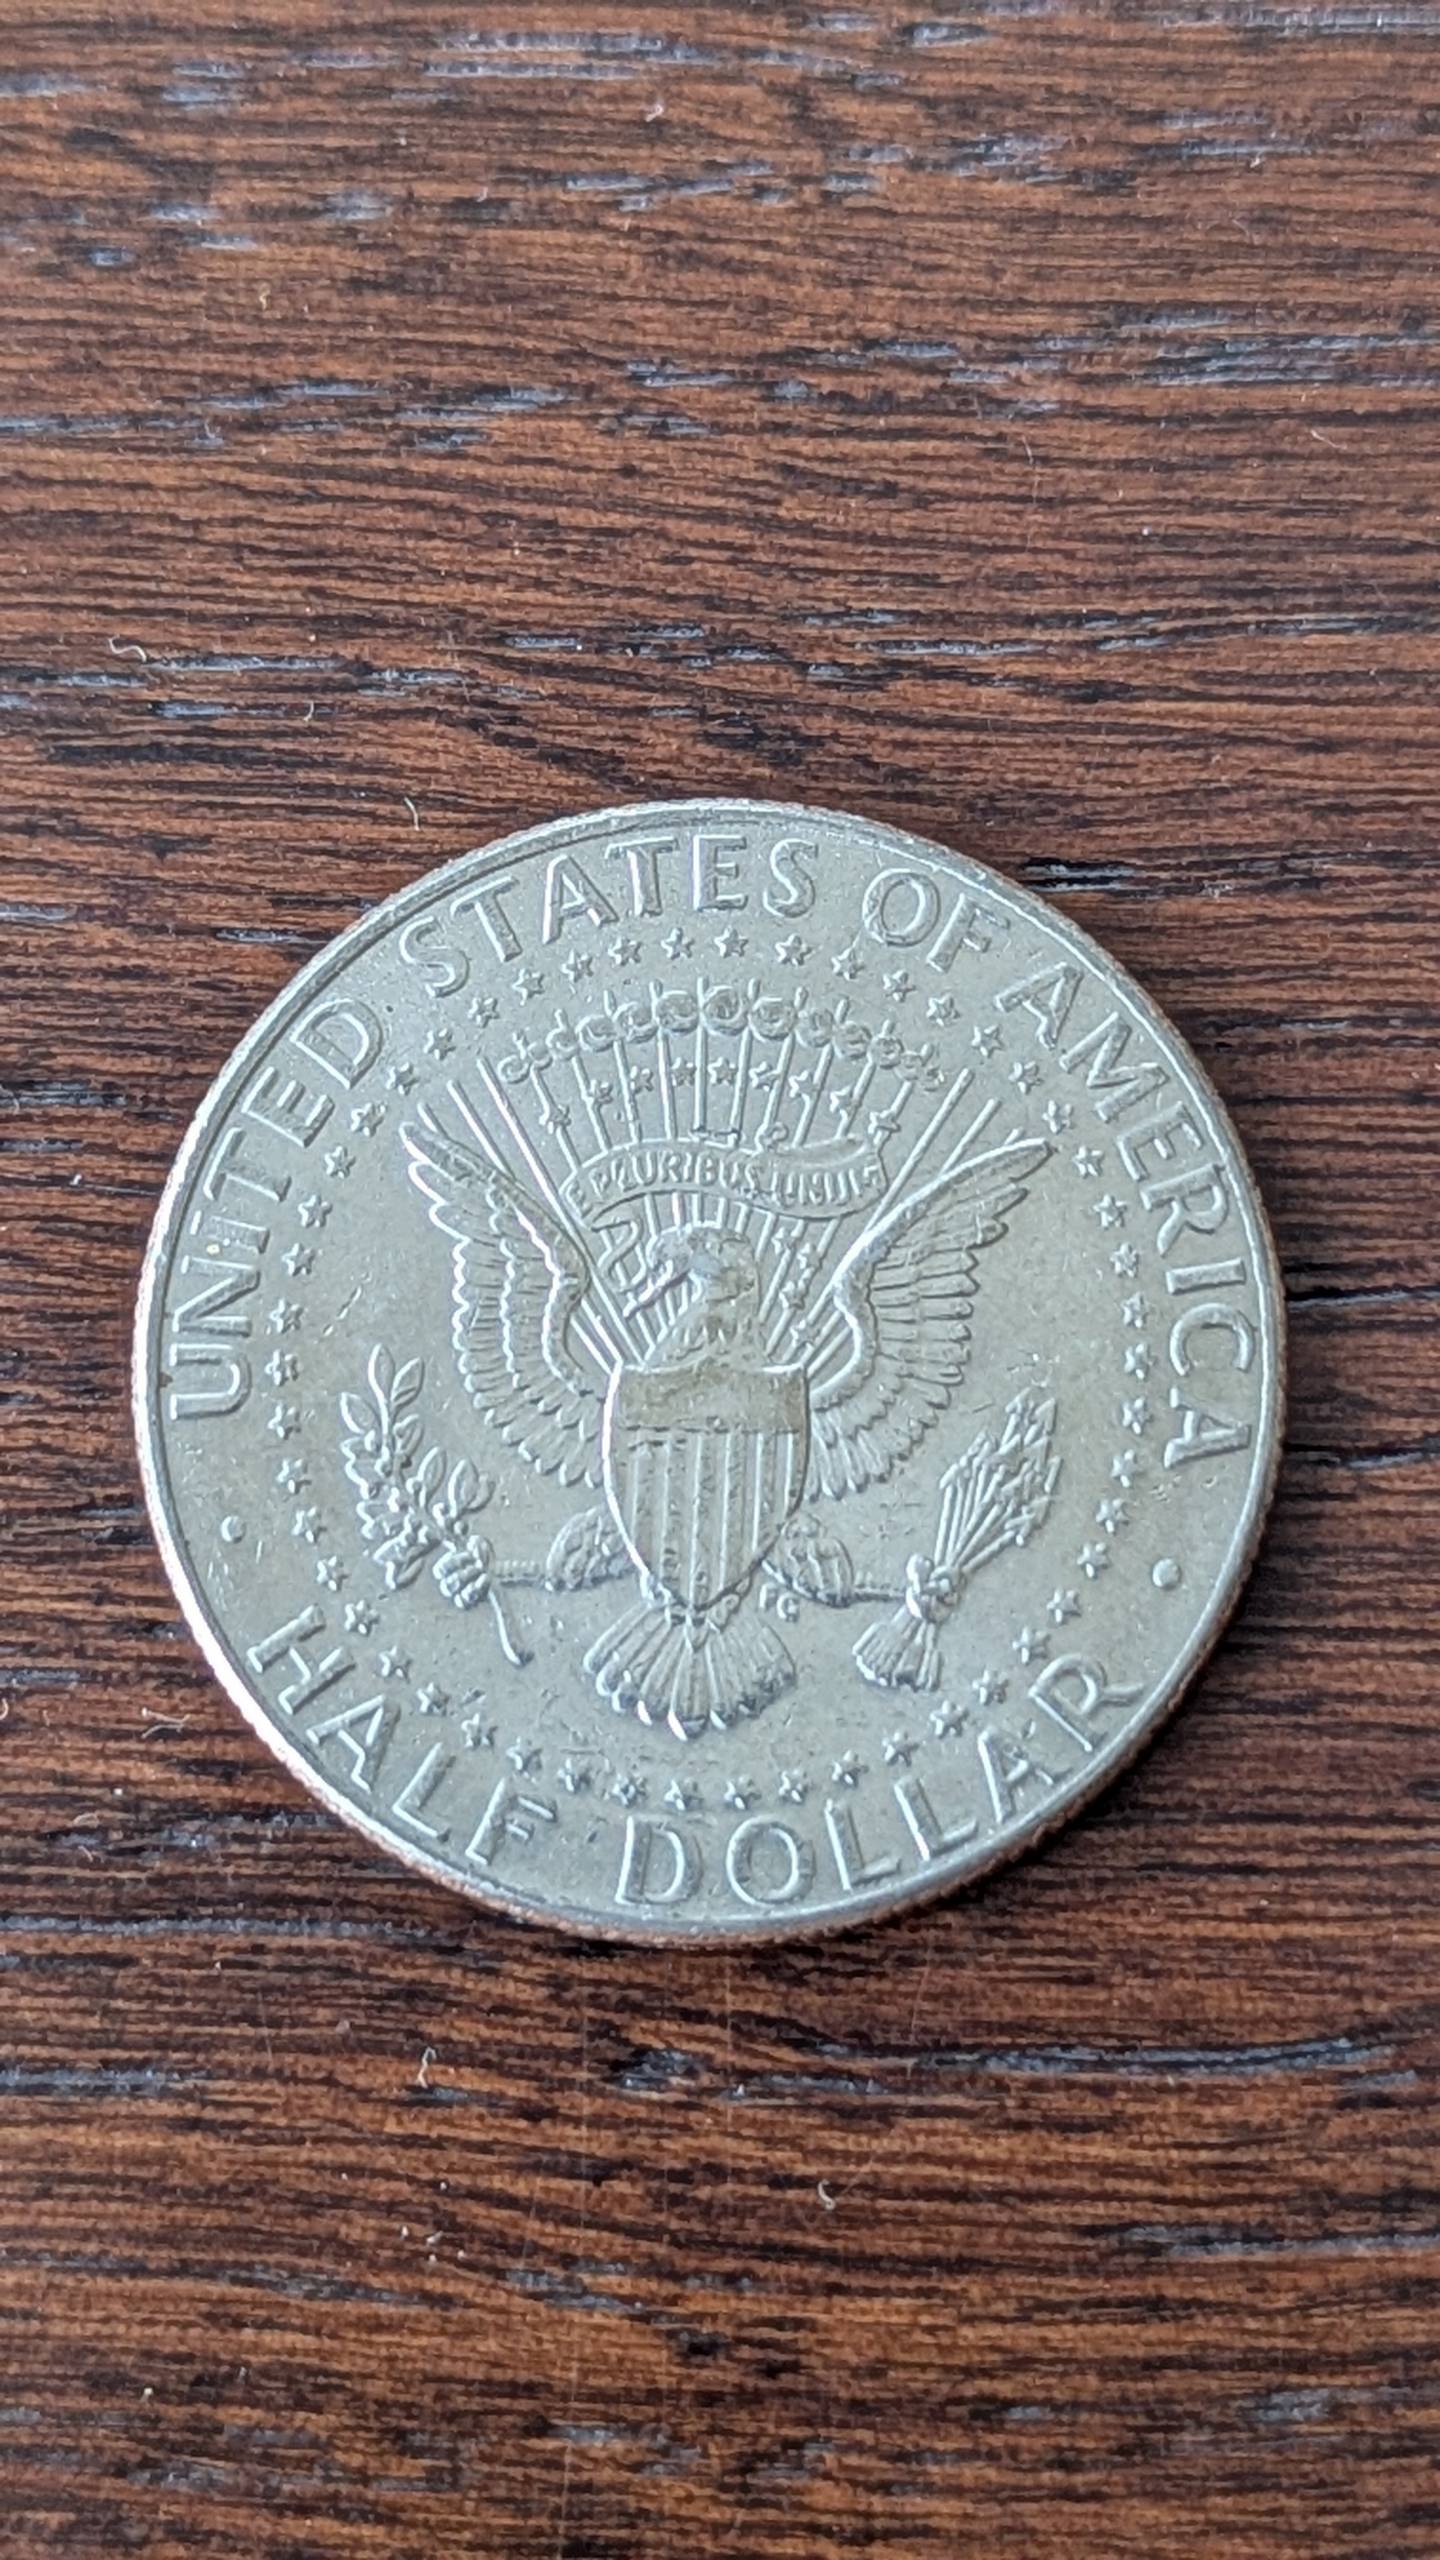 UNITED STATES OF AMERICA
E PLURIBUS UNUM
FG
HALF DOLLAR